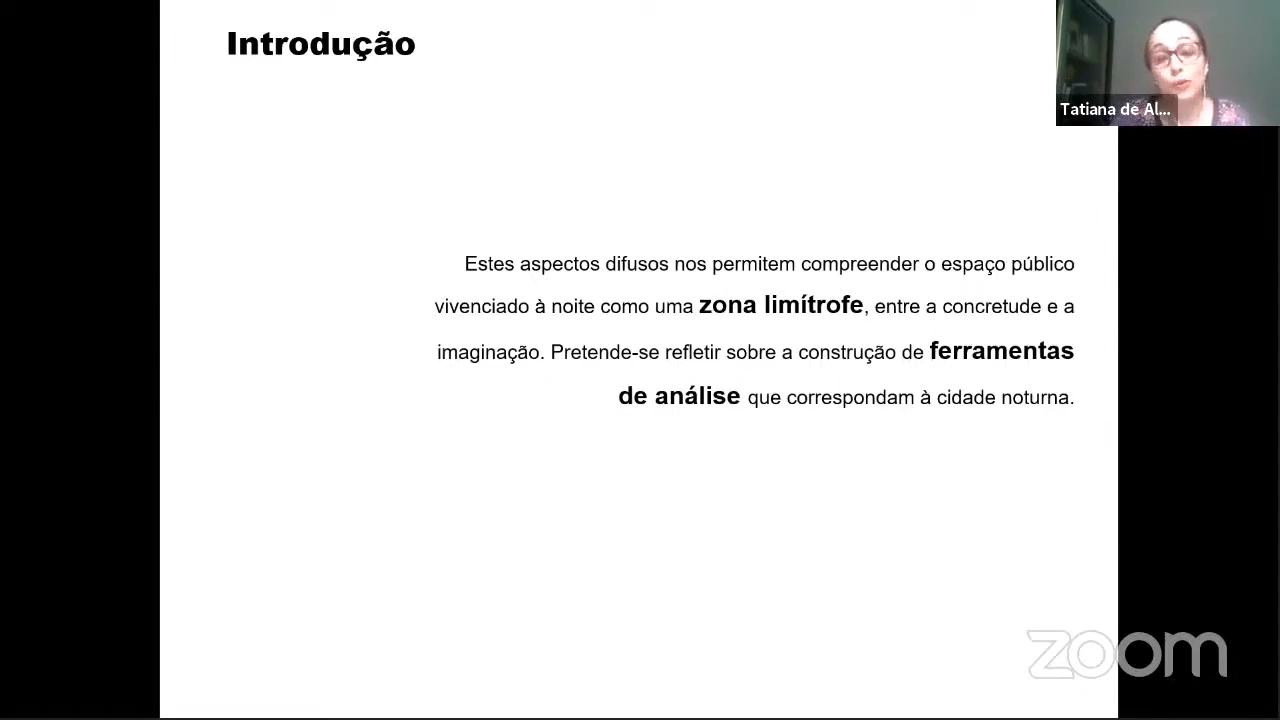 Introdução
Tatiana de Al...
Estes aspectos difusos nos permitem compreender o espaço público
vivenciado à noite como uma zona limítrofe, entre a concretude e a
imaginação. Pretende-se refletir sobre a construção de ferramentas
de análise que correspondam à cidade noturna.
zoom